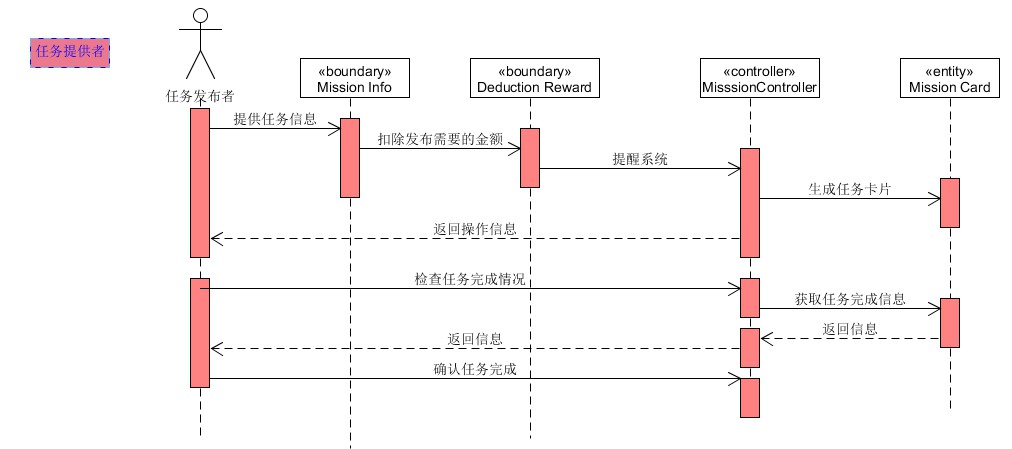 任务提供者
任务发布者
«boundary»
Mission Info
«boundary»
Deduction Reward
«controller»
MisssionController
«entity»
Mission Card
提供任务信息
扣除发布需要的金额
提醒系统
生成任务卡片
返回操作信息
检查任务完成情况
获取任务完成信息
返回信息
返回信息
确认任务完成